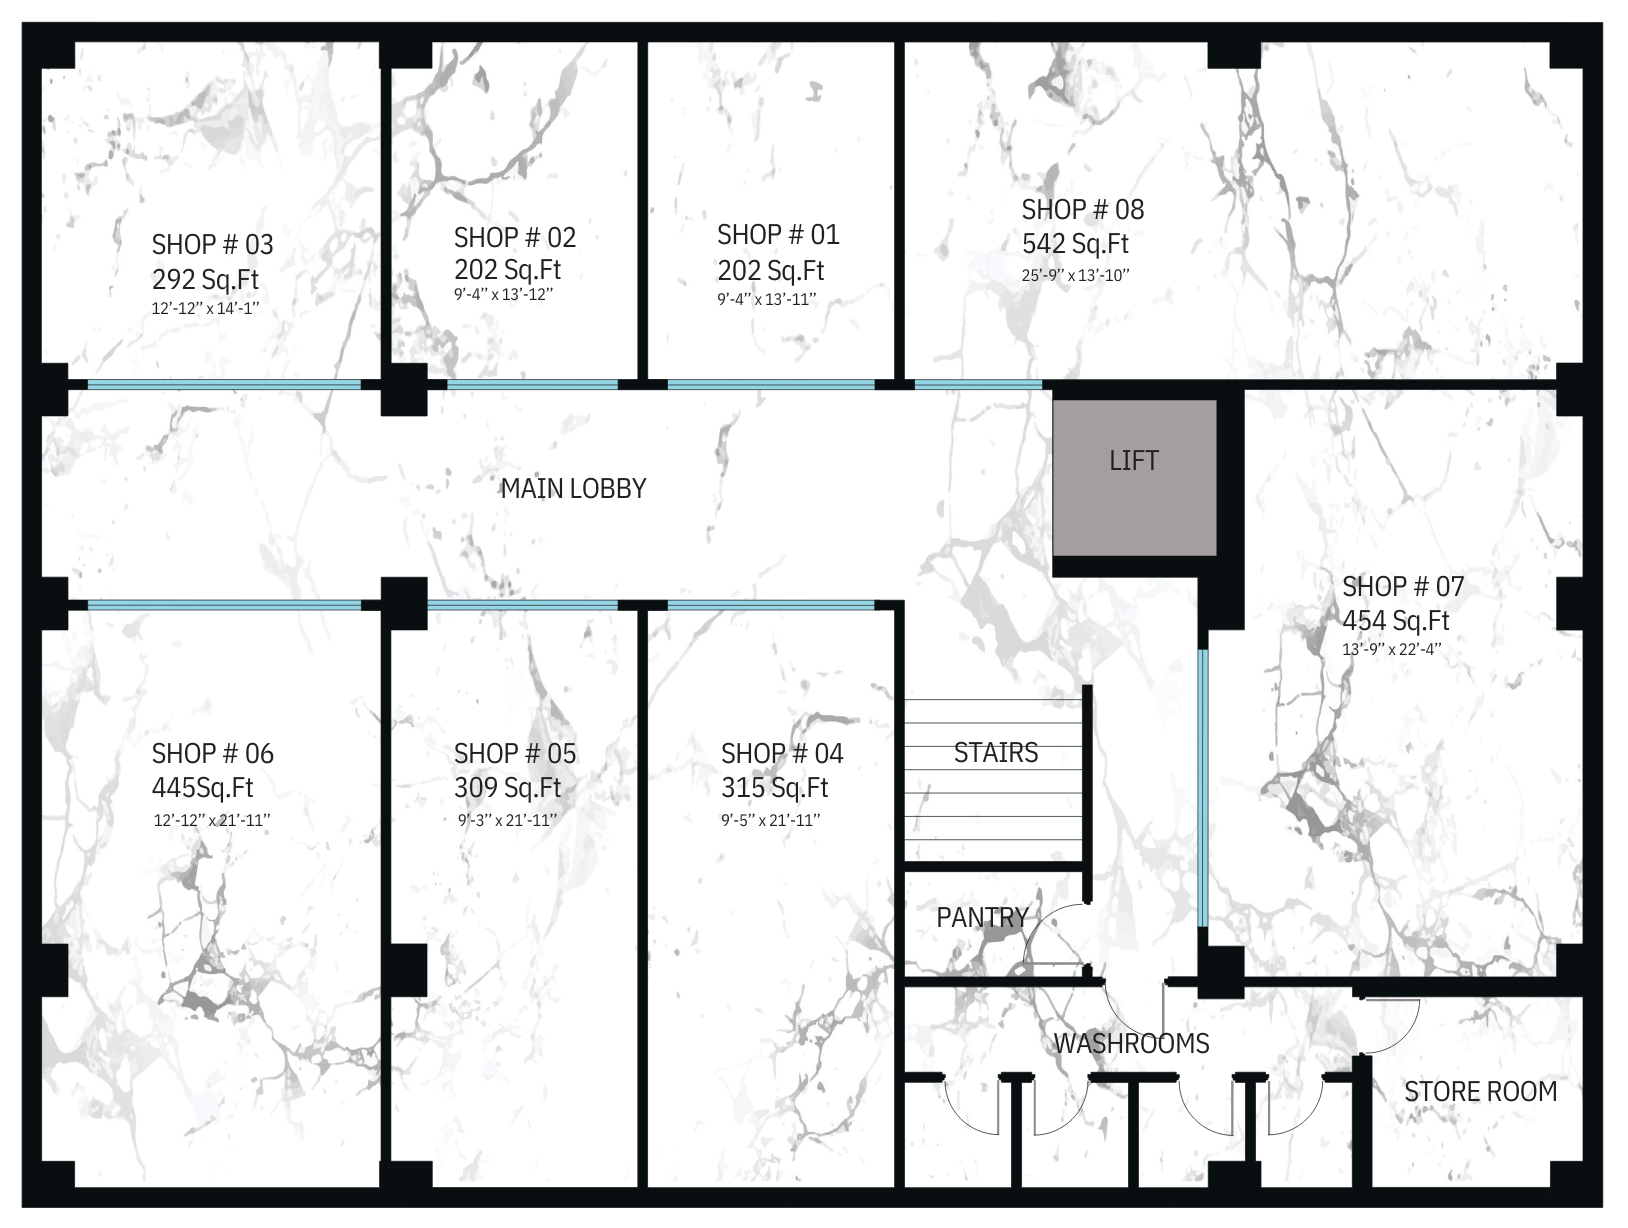 SHOP # 03
292 Sq.Ft
12’-12’’ x 14’-1’’
SHOP # 02
202 Sq.Ft
9’-4’’ x 13’-12’’
SHOP # 01
202 Sq.Ft
9’-4’’ x 13’-11’’
SHOP # 08
542 Sq.Ft
25’-9’’ x 13’-10’’
MAIN LOBBY
LIFT
SHOP # 07
454 Sq.Ft
13’-9’’ x 22’-4’’
SHOP # 06
445Sq.Ft
12’-12’’ x 21’-11’’
SHOP # 05
309 Sq.Ft
9’-3’’ x 21’-11’’
SHOP # 04
315 Sq.Ft
9’-5’’ x 21’-11’’
STAIRS
PANTRY
WASHROOMS
STORE ROOM